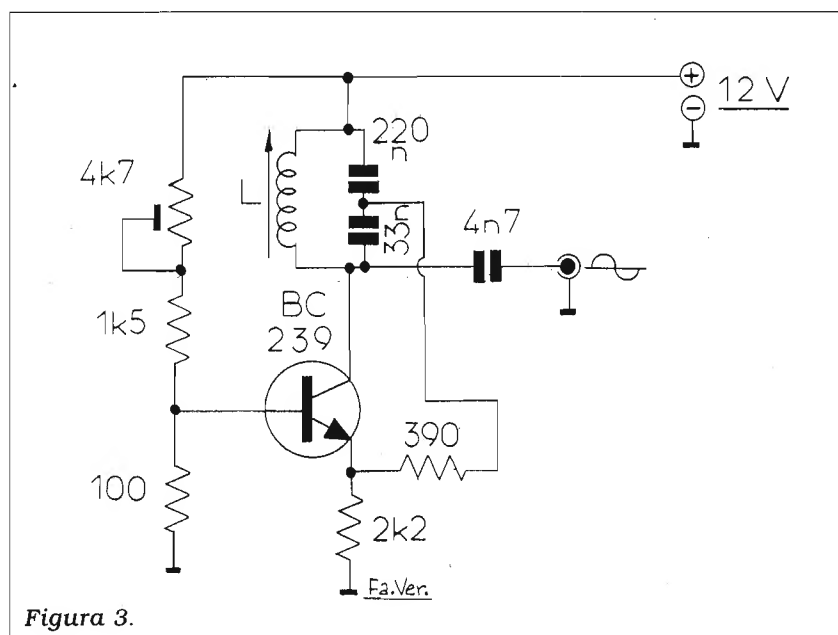 +
12 V
-
220
n
4k7
L
33n
4n7
1k5
BC
239
390
100
2k2
Fa.Ver.
Figura 3.